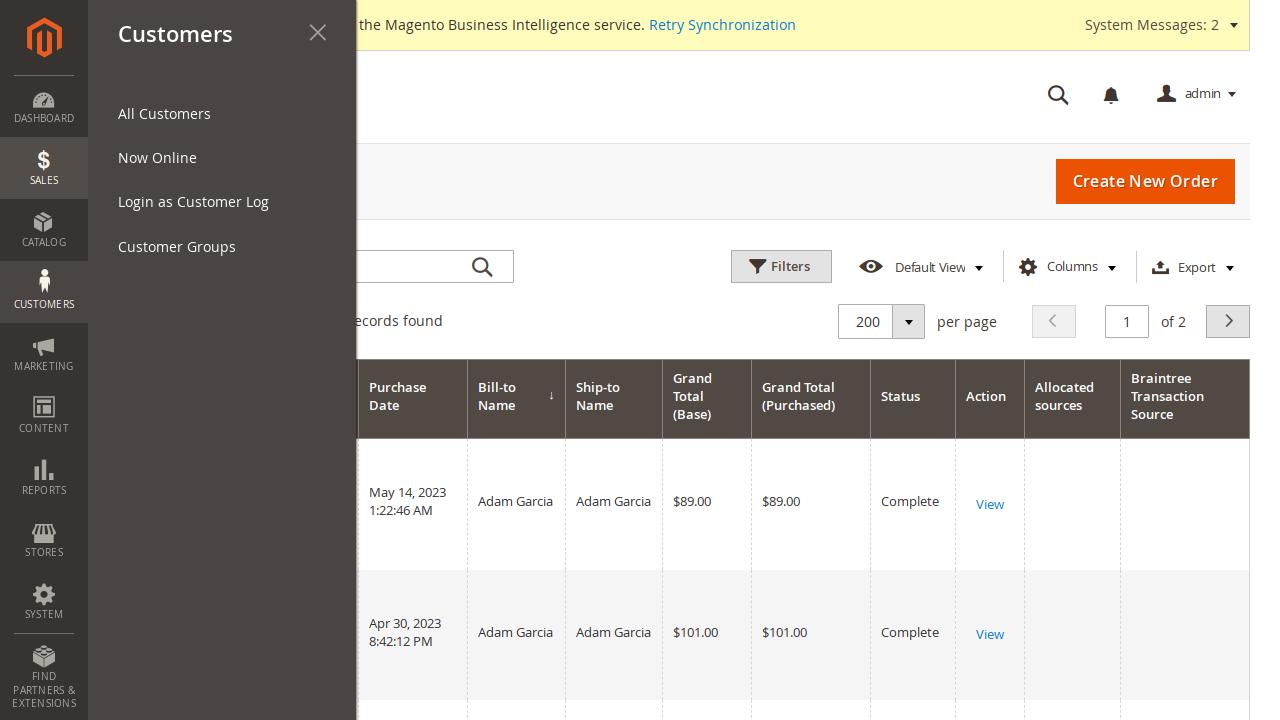 Customers
the Magento Business Intelligence service. Retry Synchronization
System Messages: 2
All Customers
Now Online
Login as Customer Log
Customer Groups
DASHBOARD
SALES
CATALOG
CUSTOMERS
MARKETING
CONTENT
REPORTS
STORES
SYSTEM
FIND
PARTNERS &
EXTENSIONS
admin
Create New Order
Filters
Default View
Columns
Export
ecords found
200
per page
1
of 2
Purchase
Date
Bill-to
Name ↓
Ship-to
Name
Grand
Total
(Base)
Grand Total
(Purchased)
Status
Action
Allocated
sources
Braintree
Transaction
Source
May 14, 2023
1:22:46 AM
Adam Garcia
Adam Garcia
$89.00
$89.00
Complete
View
Apr 30, 2023
8:42:12 PM
Adam Garcia
Adam Garcia
$101.00
$101.00
Complete
View